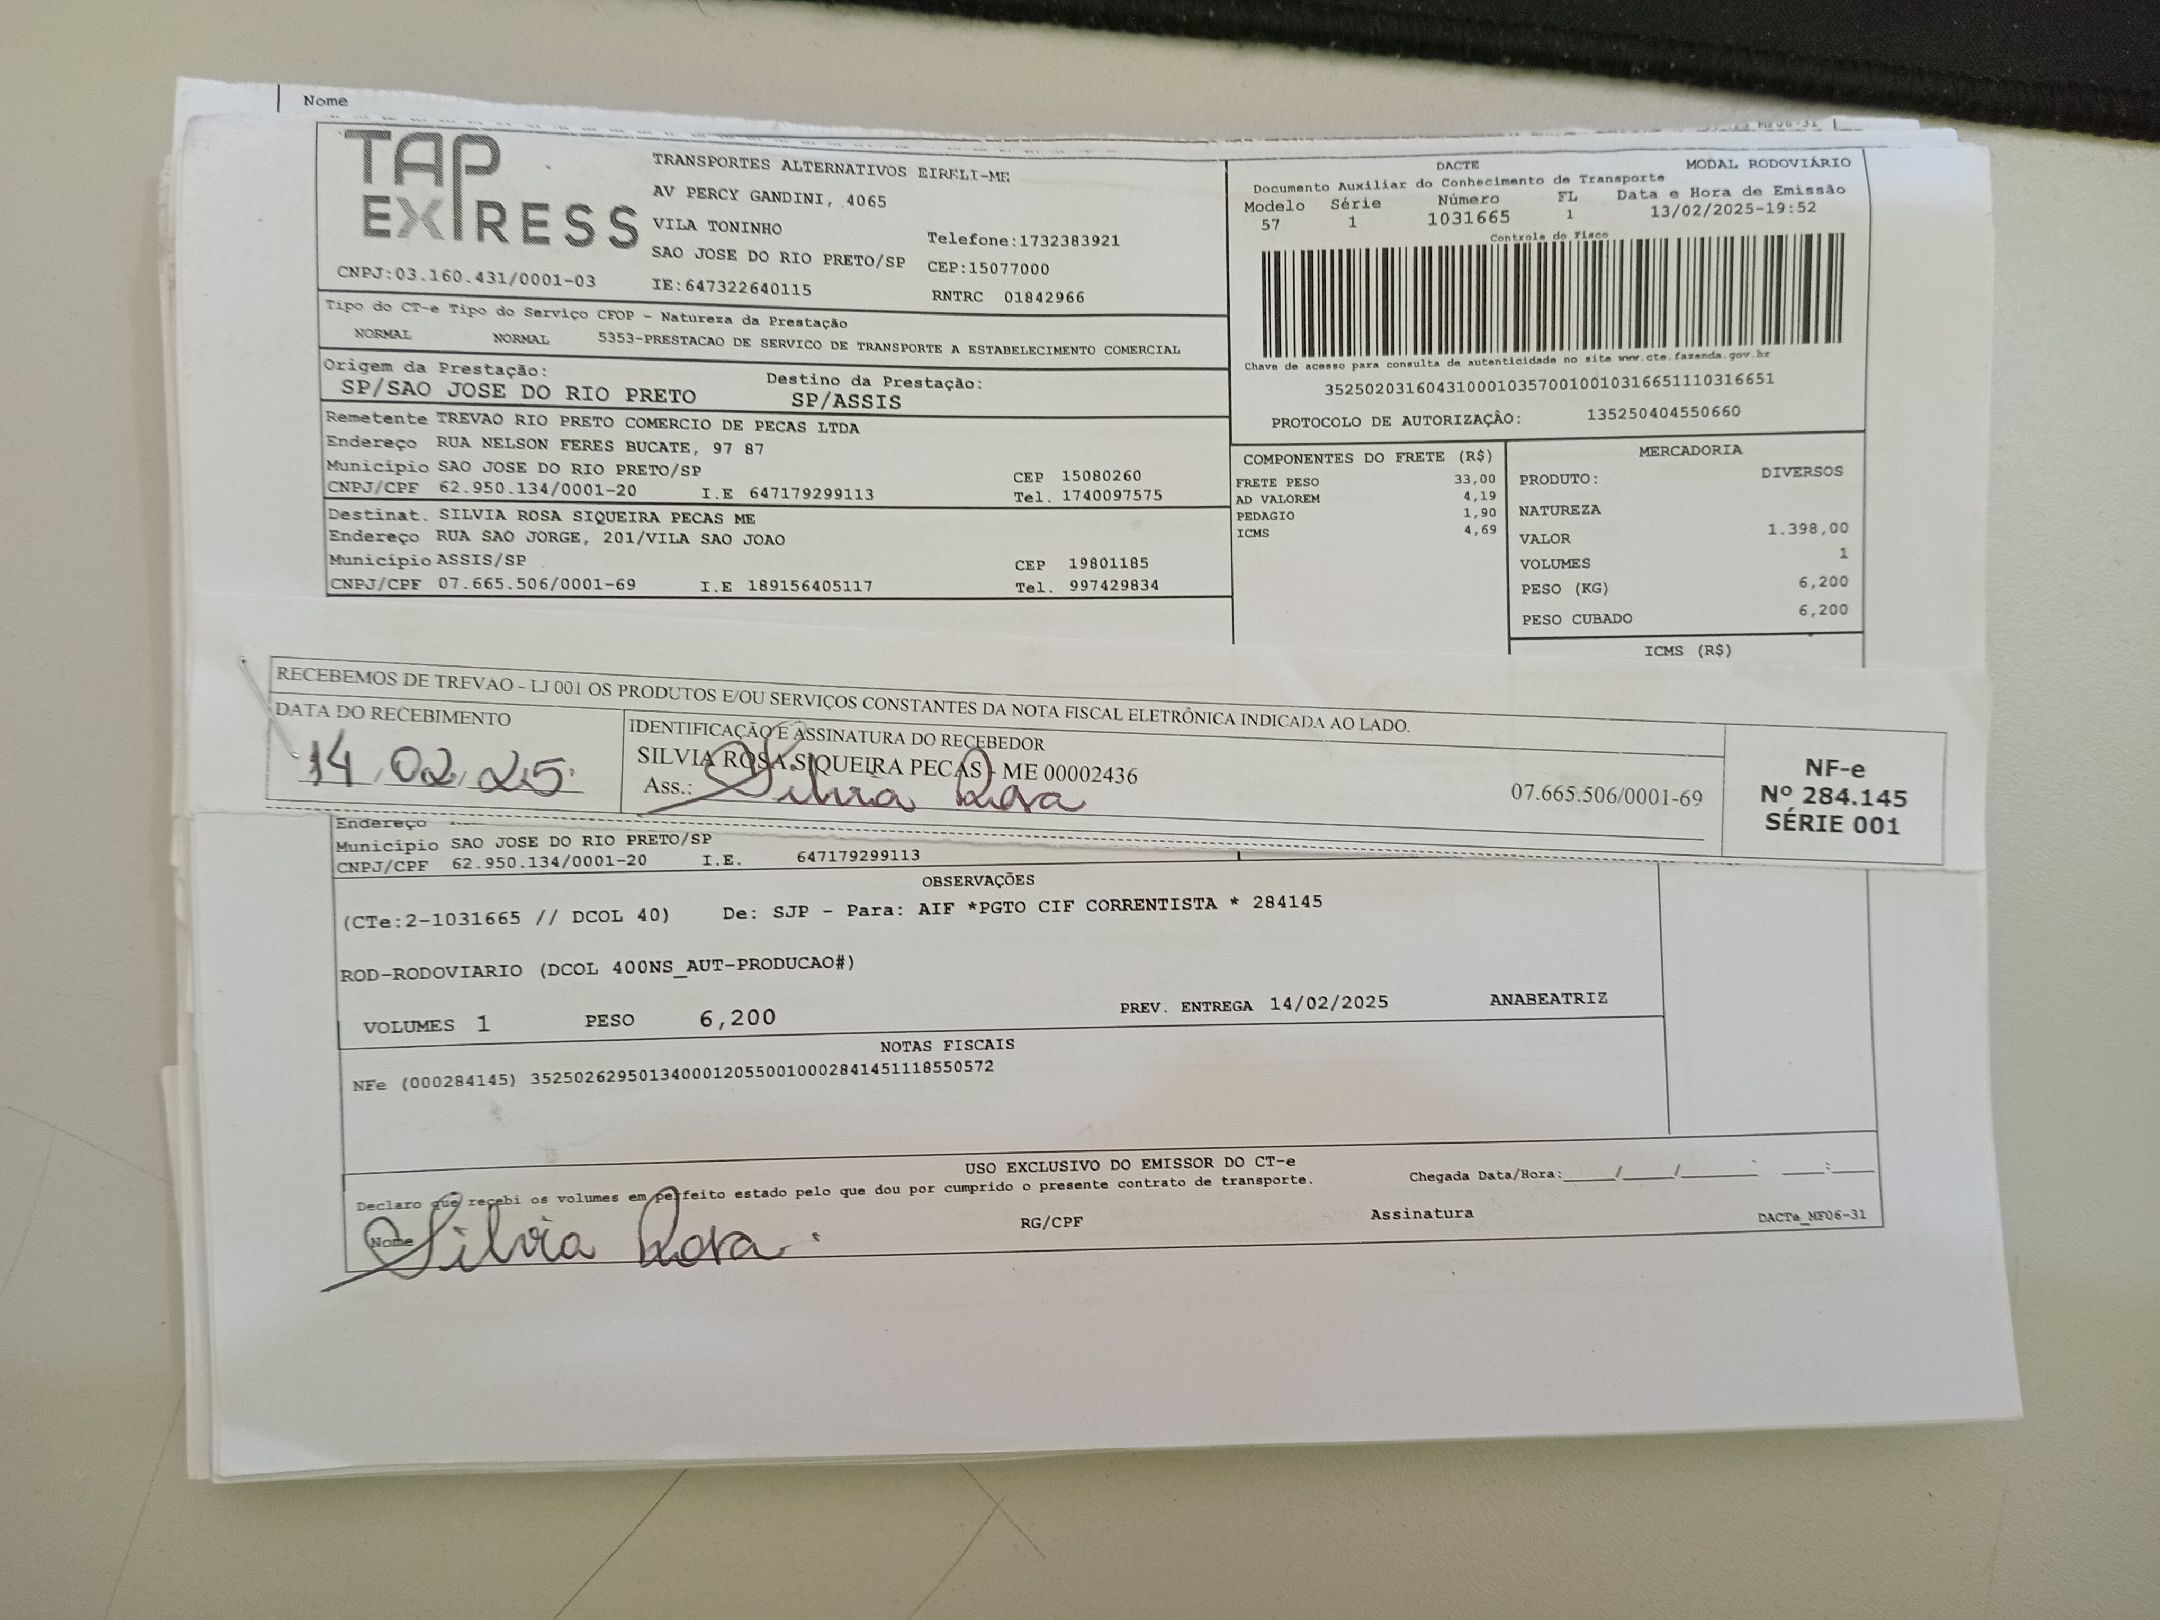 Nome
MF06-31
TAP EXPRESS
TRANSPORTES ALTERNATIVOS EIRELI-ME
AV PERCY GANDINI, 4065
VILA TONINHO
Telefone:1732383921
SAO JOSE DO RIO PRETO/SP CEP:15077000
CNPJ:03.160.431/0001-03 IE:647322640115 RNTRC 01842966
DACTE MODAL RODOVIÁRIO
Documento Auxiliar do Conhecimento de Transporte
Modelo Série Número FL Data e Hora de Emissão
57 1 1031665 1 13/02/2025-19:52
Controle do Fisco
Chave de acesso para consulta de autenticidade no site www.cte.fazenda.gov.br
35250203160431000103570010010316651110316651
PROTOCOLO DE AUTORIZAÇÃO: 135250404550660
Tipo do CT-e Tipo do Serviço CFOP - Natureza da Prestação
NORMAL NORMAL 5353-PRESTACAO DE SERVICO DE TRANSPORTE A ESTABELECIMENTO COMERCIAL
Origem da Prestação: Destino da Prestação:
SP/SAO JOSE DO RIO PRETO SP/ASSIS
Remetente TREVAO RIO PRETO COMERCIO DE PECAS LTDA
Endereço RUA NELSON FERES BUCATE, 97 87
Município SAO JOSE DO RIO PRETO/SP CEP 15080260
CNPJ/CPF 62.950.134/0001-20 I.E 647179299113 Tel. 1740097575
Destinat. SILVIA ROSA SIQUEIRA PECAS ME
Endereço RUA SAO JORGE, 201/VILA SAO JOAO
Município ASSIS/SP CEP 19801185
CNPJ/CPF 07.665.506/0001-69 I.E 189156405117 Tel. 997429834
COMPONENTES DO FRETE (R$)
FRETE PESO 33,00
AD VALOREM 4,19
PEDAGIO 1,90
ICMS 4,69
MERCADORIA
PRODUTO: DIVERSOS
NATUREZA
VALOR 1.398,00
VOLUMES 1
PESO (KG) 6,200
PESO CUBADO 6,200
ICMS (R$)
RECEBEMOS DE TREVAO - LJ 001 OS PRODUTOS E/OU SERVIÇOS CONSTANTES DA NOTA FISCAL ELETRÔNICA INDICADA AO LADO.
DATA DO RECEBIMENTO
14/02/25
IDENTIFICAÇÃO E ASSINATURA DO RECEBEDOR
SILVIA ROSA SIQUEIRA PECAS - ME 00002436
Ass.: Silvia Rosa
07.665.506/0001-69
NF-e
Nº 284.145
SÉRIE 001
Endereço
Município SAO JOSE DO RIO PRETO/SP
CNPJ/CPF 62.950.134/0001-20 I.E. 647179299113
OBSERVAÇÕES
(CTe:2-1031665 // DCOL 40) De: SJP - Para: AIF *PGTO CIF CORRENTISTA * 284145
ROD-RODOVIARIO (DCOL 400NS_AUT-PRODUCAO#)
VOLUMES 1 PESO 6,200 PREV. ENTREGA 14/02/2025 ANABEATRIZ
NOTAS FISCAIS
NFe (000284145) 35250262950134000120550010002841451118550572
USO EXCLUSIVO DO EMISSOR DO CT-e
Declaro que recebi os volumes em perfeito estado pelo que dou por cumprido o presente contrato de transporte. Chegada Data/Hora:____/____/____ ____:____
Nome Silvia Rosa RG/CPF Assinatura DACTe_MF06-31